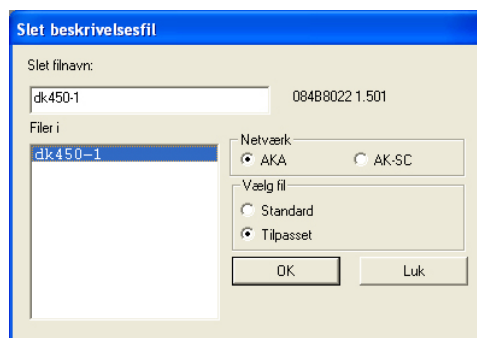 Slet beskrivelsesfil
Slet filnavn:
dk450-1 084B8022 1.501
Filer i
dk450-1
Netværk
AKA AK-SC
Vælg fil
Standard
Tilpasset
OK Luk